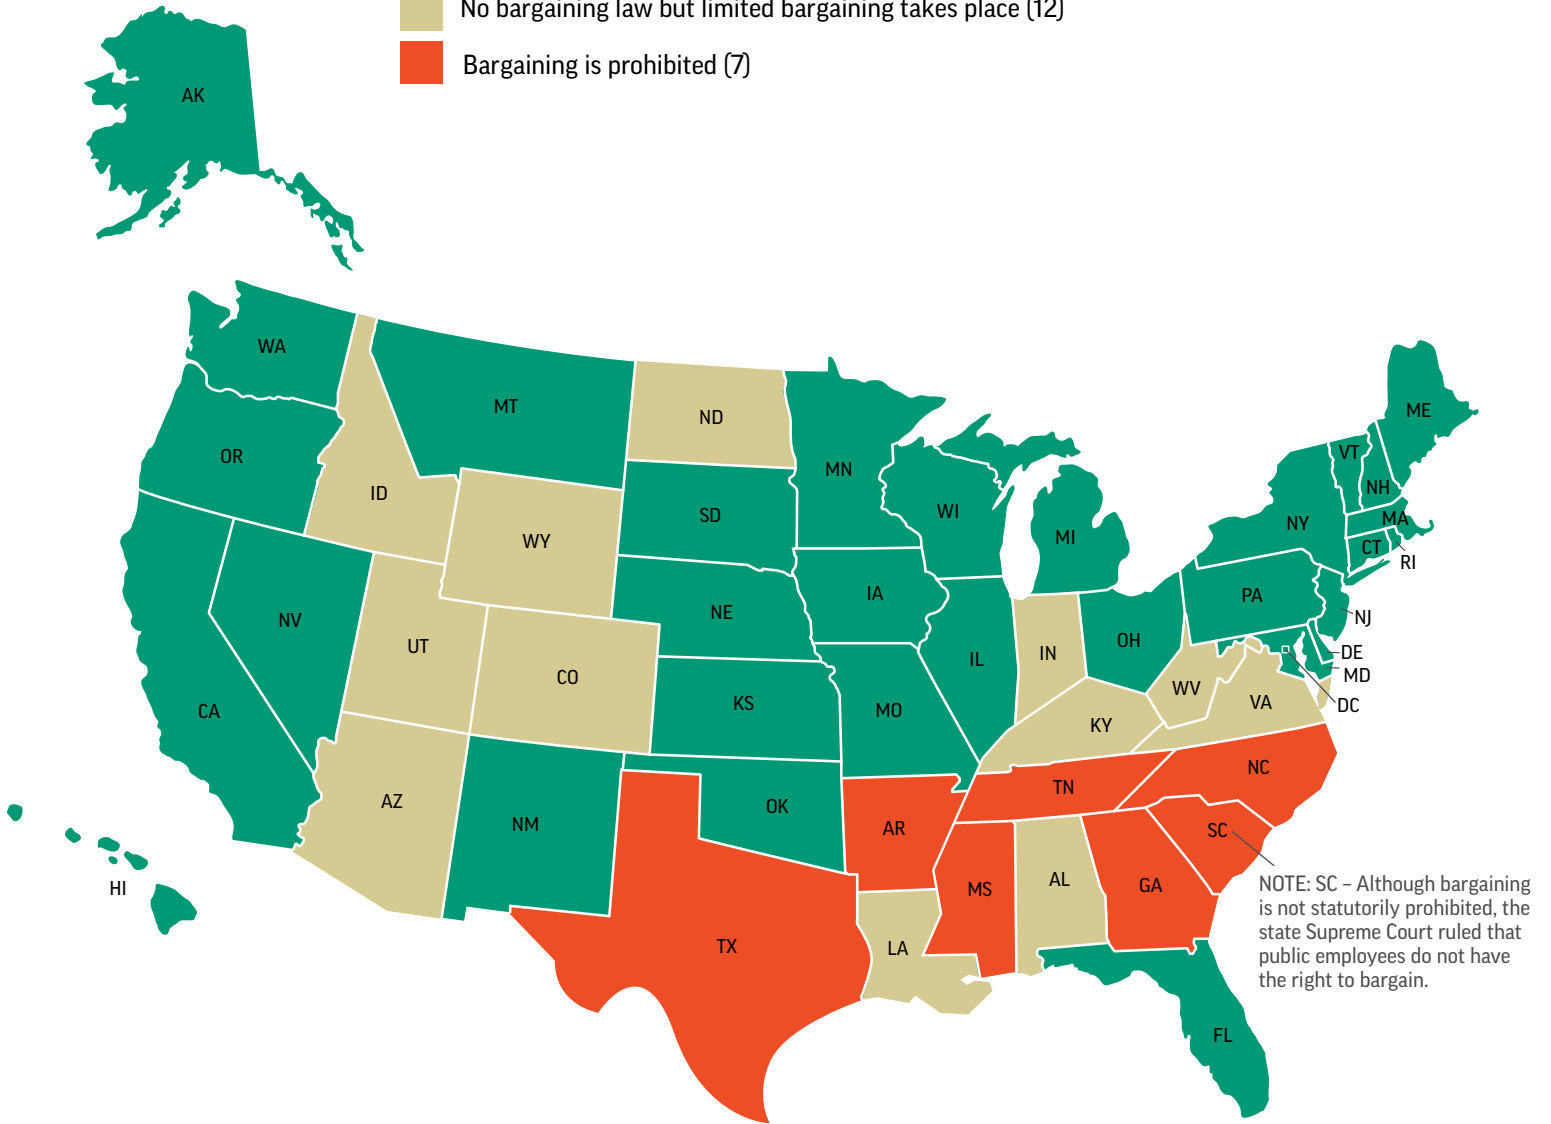 No bargaining law but limited bargaining takes place (12)
Bargaining is prohibited (7)
AK
WA
MT
ND
MN
ME
OR
ID
WY
SD
WI
MI
VT
NH
NY
MA
CT
RI
NV
UT
CO
NE
IA
IL
IN
OH
PA
NJ
DE
MD
DC
CA
KS
MO
WV
VA
KY
AZ
NM
OK
AR
TN
NC
SC
HI
TX
LA
MS
AL
GA
FL
NOTE: SC – Although bargaining
is not statutorily prohibited, the
state Supreme Court ruled that
public employees do not have
the right to bargain.